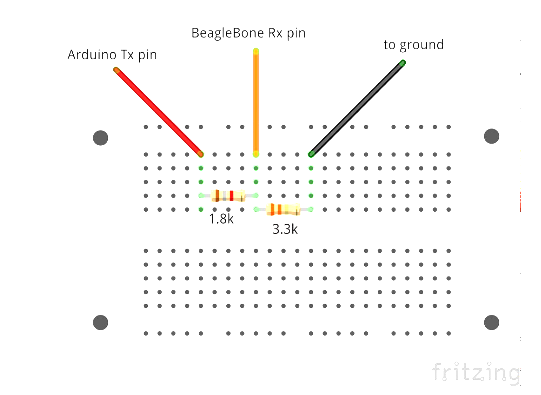 BeagleBone Rx pin
to ground
Arduino Tx pin
1.8k
3.3k
fritzing